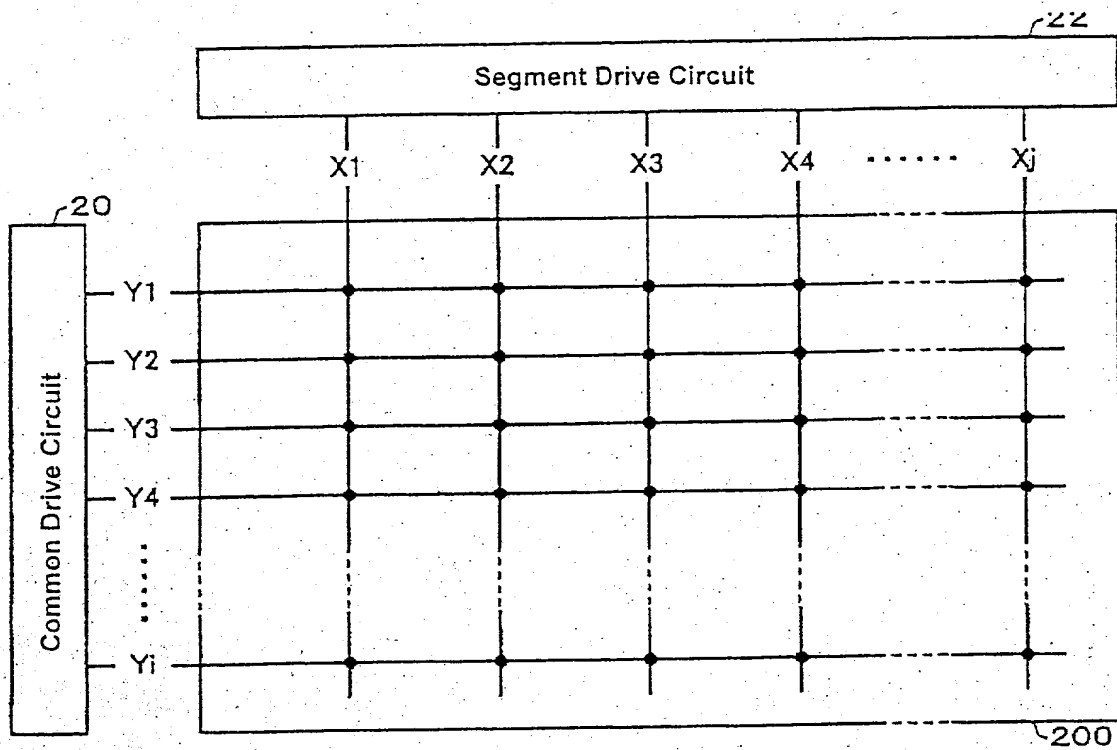 22
Segment Drive Circuit
X1 X2 X3 X4 ······ Xj
20
Common Drive Circuit
Y1
Y2
Y3
Y4
······
Yi
200